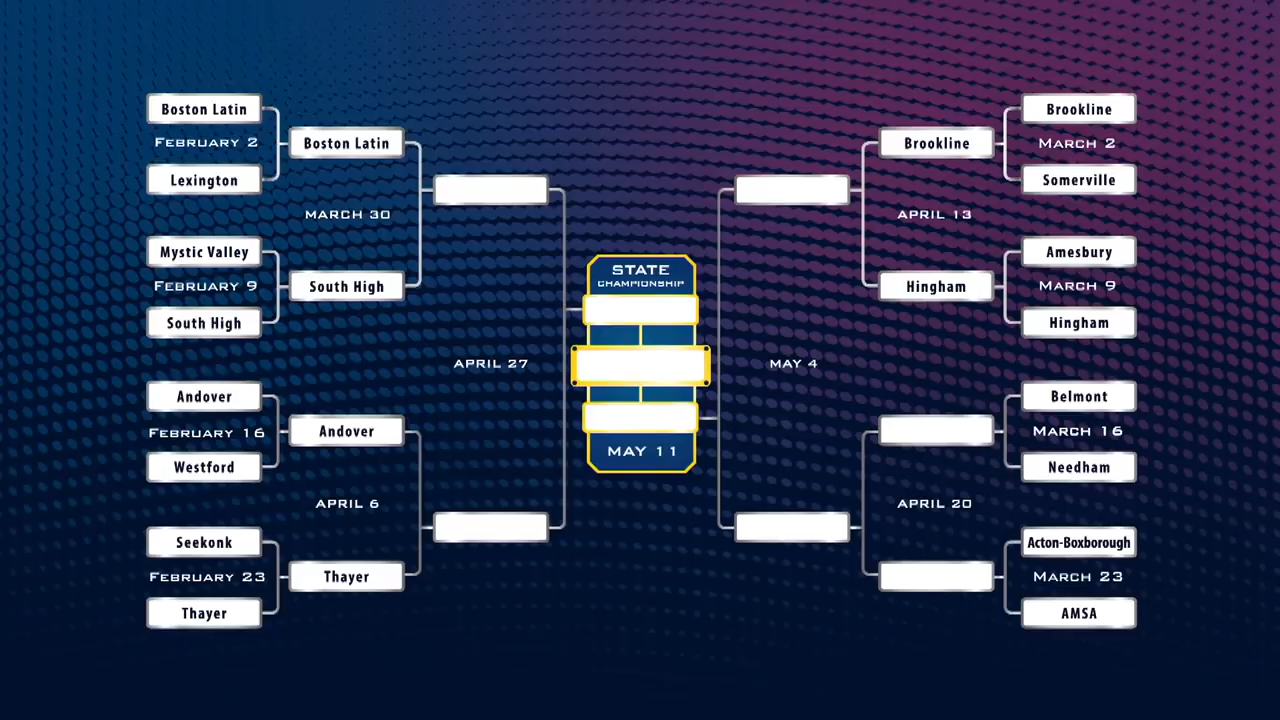 Boston Latin
FEBRUARY 2
Lexington
Boston Latin
MARCH 30
Mystic Valley
FEBRUARY 9
South High
South High
APRIL 27
Andover
FEBRUARY 16
Westford
Andover
APRIL 6
Seekonk
FEBRUARY 23
Thayer
Thayer
STATE
CHAMPIONSHIP
MAY 11
Brookline
MARCH 2
Somerville
Brookline
APRIL 13
Amesbury
MARCH 9
Hingham
Hingham
MAY 4
Belmont
MARCH 16
Needham
APRIL 20
Acton-Boxborough
MARCH 23
AMSA